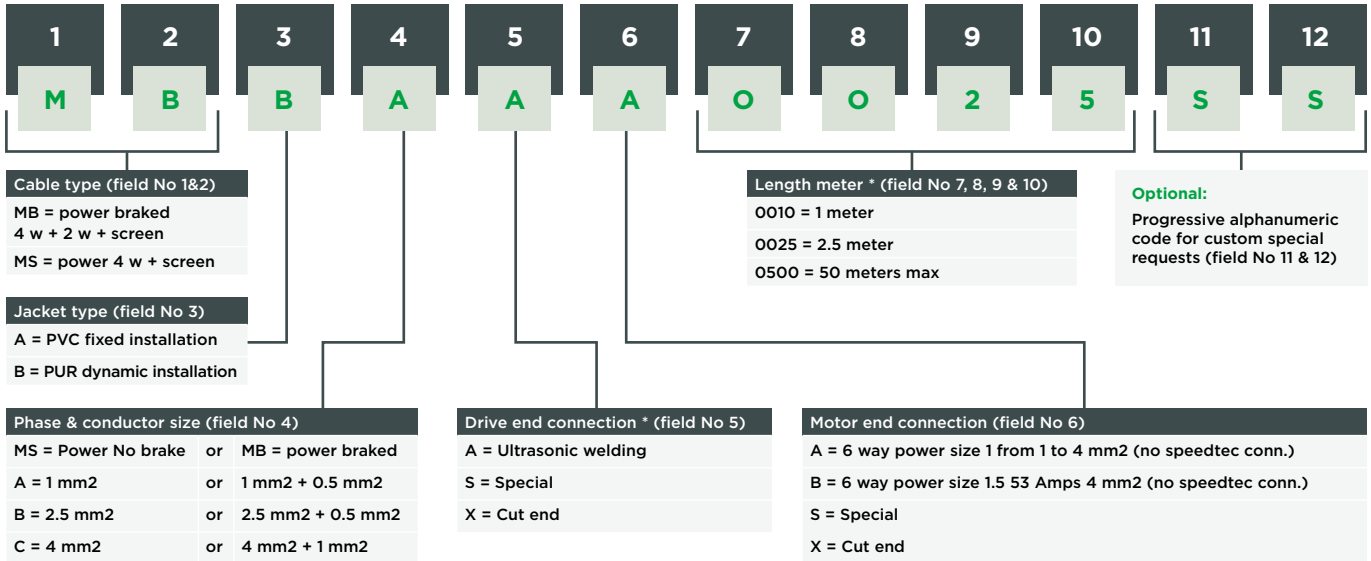 1 2 3 4 5 6 7 8 9 10 11 12
M B B A A A O O 2 5 S S
Cable type (field No 1&2)
MB = power braked
4 w + 2 w + screen
MS = power 4 w + screen
Length meter * (field No 7, 8, 9 & 10)
0010 = 1 meter
0025 = 2.5 meter
0500 = 50 meters max
Optional:
Progressive alphanumeric
code for custom special
requests (field No 11 & 12)
Jacket type (field No 3)
A = PVC fixed installation
B = PUR dynamic installation
Phase & conductor size (field No 4)
MS = Power No brake or MB = power braked
A = 1 mm2 or 1 mm2 + 0.5 mm2
B = 2.5 mm2 or 2.5 mm2 + 0.5 mm2
C = 4 mm2 or 4 mm2 + 1 mm2
Drive end connection * (field No 5)
A = Ultrasonic welding
S = Special
X = Cut end
Motor end connection (field No 6)
A = 6 way power size 1 from 1 to 4 mm2 (no speedtec conn.)
B = 6 way power size 1.5 53 Amps 4 mm2 (no speedtec conn.)
S = Special
X = Cut end